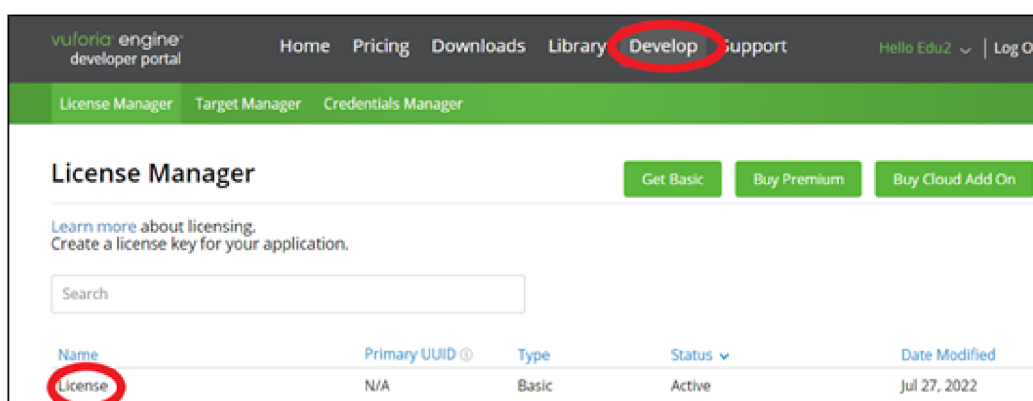 vuforia engine Home Pricing Downloads Library Develop Support Hello Edu2 | Log O
developer portal
License Manager Target Manager Credentials Manager
License Manager Get Basic Buy Premium Buy Cloud Add On
Learn more about licensing.
Create a license key for your application.
Search
Name Primary UUID Type Status Date Modified
License N/A Basic Active Jul 27, 2022